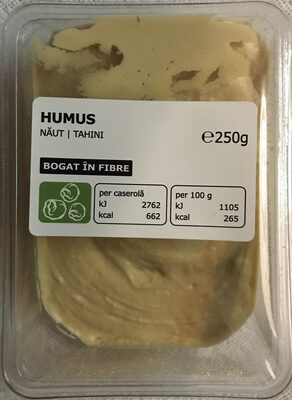 HUMUS
NĂUT | TAHINI
℮250g
BOGAT ÎN FIBRE
per caserolă
kJ 2762
kcal 662
per 100 g
kJ 1105
kcal 265